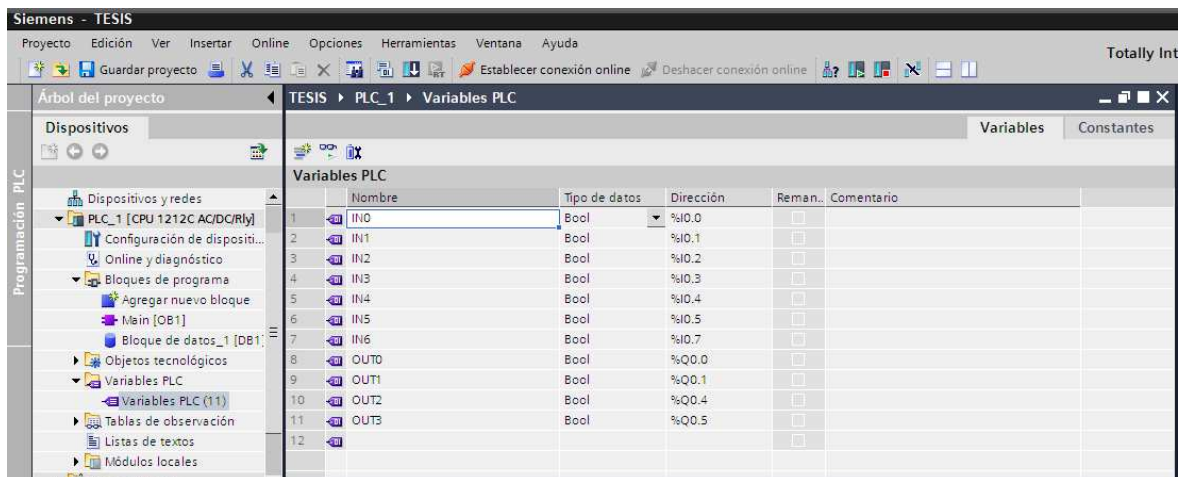 Siemens - TESIS
Proyecto Edición Ver Insertar Online Opciones Herramientas Ventana Ayuda
Totally Int
Guardar proyecto Establecer conexión online Deshacer conexión online
Árbol del proyecto
TESIS PLC_1 Variables PLC
Dispositivos
Variables Constantes
Programación PLC
Variables PLC
Dispositivos y redes
PLC_1 [CPU 1212C AC/DC/Rly]
Configuración de dispositi...
Online y diagnóstico
Bloques de programa
Agregar nuevo bloque
Main [OB1]
Bloque de datos_1 [DB1]
Objetos tecnológicos
Variables PLC
Variables PLC (11)
Tablas de observación
Listas de textos
Módulos locales
Nombre Tipo de datos Dirección Reman.. Comentario
1 IN0 Bool %I0.0
2 IN1 Bool %I0.1
3 IN2 Bool %I0.2
4 IN3 Bool %I0.3
5 IN4 Bool %I0.4
6 IN5 Bool %I0.5
7 IN6 Bool %I0.7
8 OUT0 Bool %Q0.0
9 OUT1 Bool %Q0.1
10 OUT2 Bool %Q0.4
11 OUT3 Bool %Q0.5
12